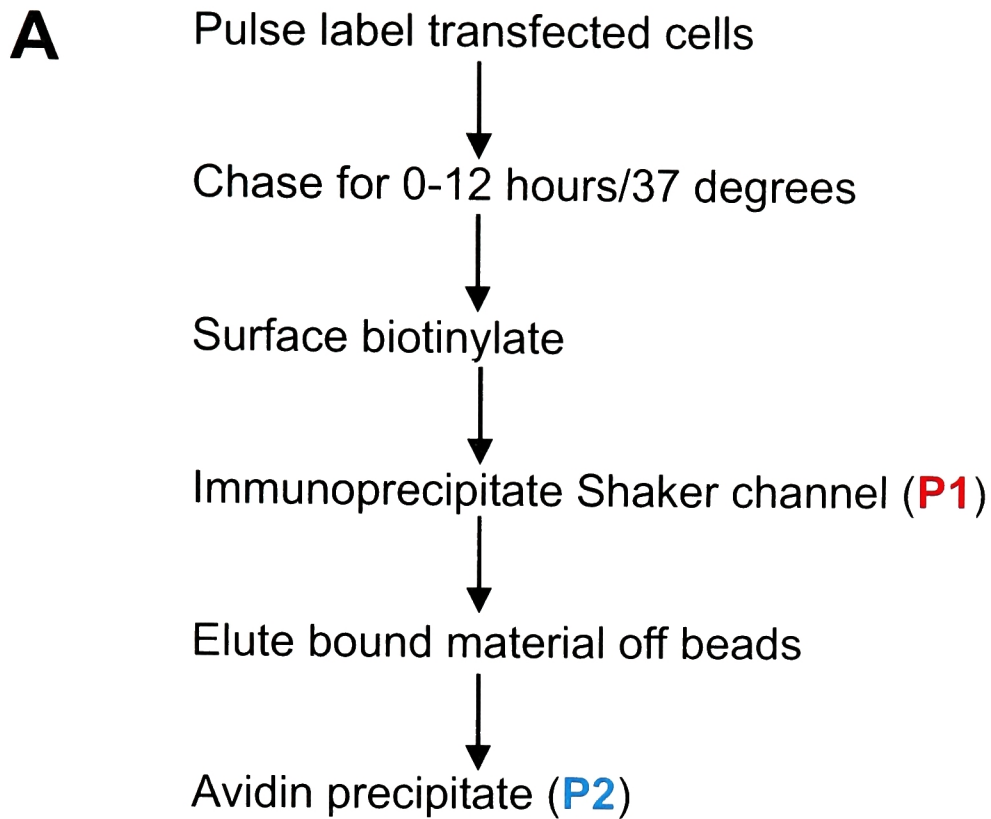 A
Pulse label transfected cells
Chase for 0-12 hours/37 degrees
Surface biotinylate
Immunoprecipitate Shaker channel (P1)
Elute bound material off beads
Avidin precipitate (P2)